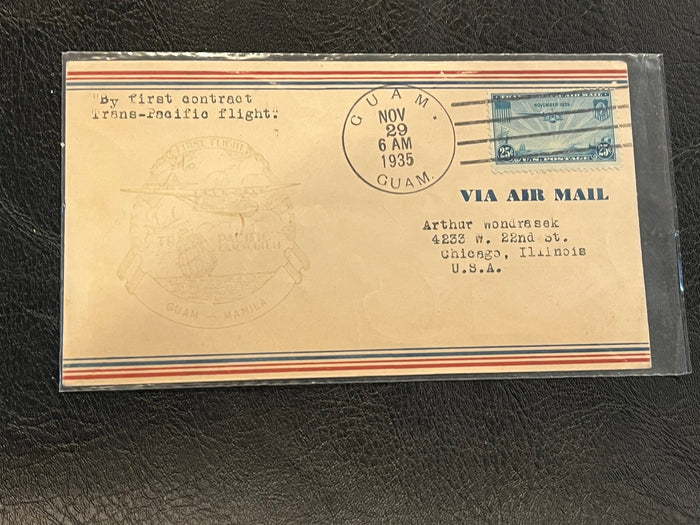 "By first contract
Trans-Pacific flight."
FIRST FLIGHT
TRANS PACIFIC
GUAM — MANILA
GUAM.
NOV
29
6 AM
1935
GUAM.
NOVEMBER 1935
25¢ U.S. POSTAGE 25¢
VIA AIR MAIL
Arthur Wondrasek
4233 W. 22nd St.
Chicago, Illinois
U.S.A.